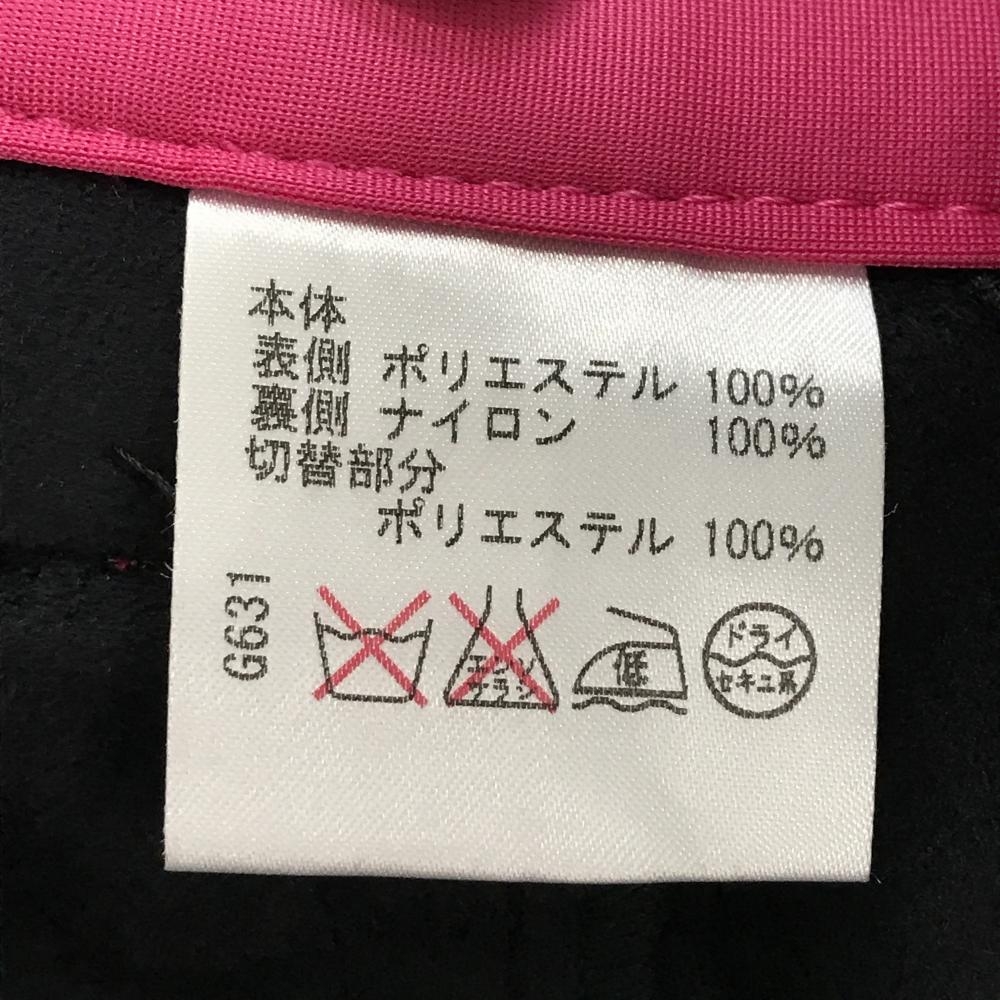 本体
表側 ポリエステル 100%
裏側 ナイロン 100%
切替部分
ポリエステル 100%
G631
エンソ
サラシ
低
ドライ
セキユ系